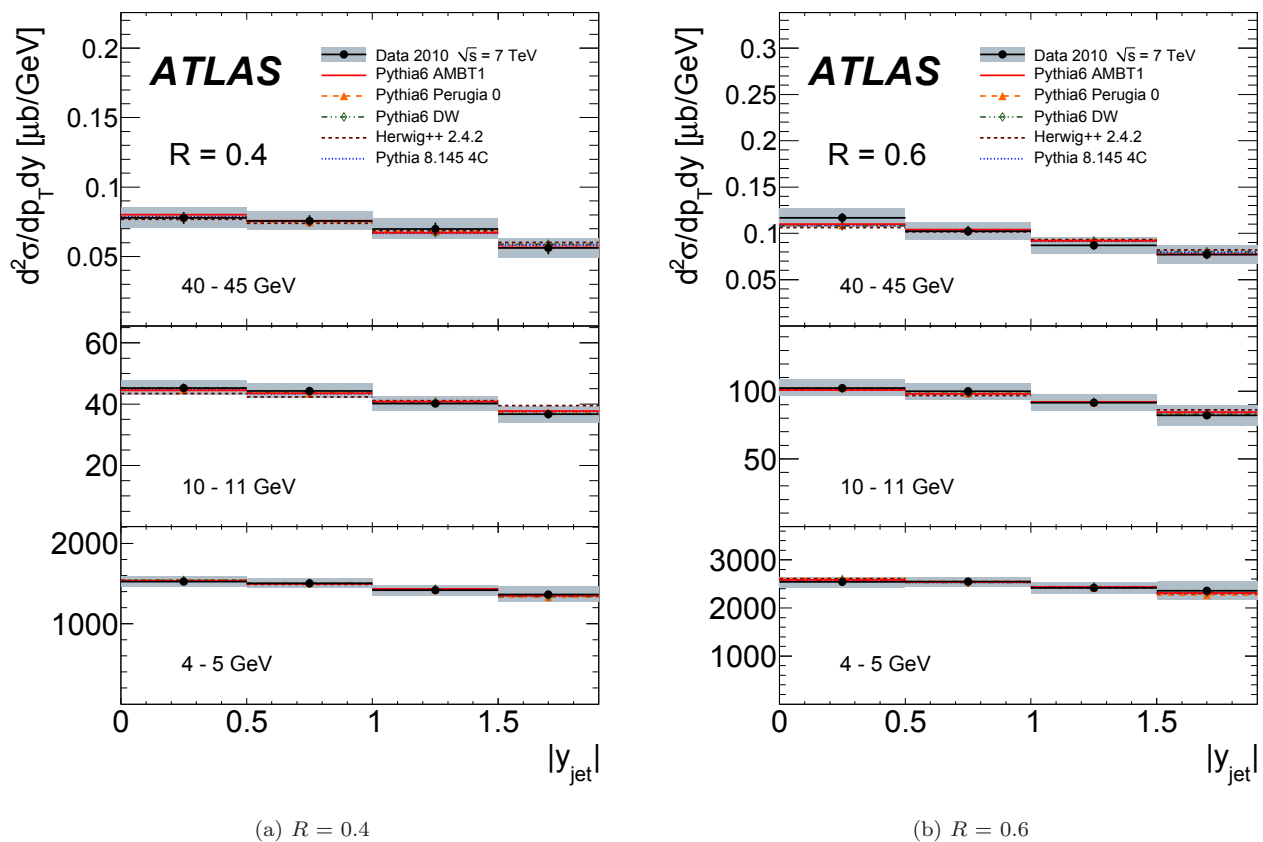 d²σ/dp_T dy [μb/GeV]
0.2
0.15
0.1
0.05
ATLAS
R = 0.4
Data 2010 √s = 7 TeV
Pythia6 AMBT1
Pythia6 Perugia 0
Pythia6 DW
Herwig++ 2.4.2
Pythia 8.145 4C
40 - 45 GeV
60
40
20
10 - 11 GeV
2000
1000
4 - 5 GeV
0 0.5 1 1.5
|y_jet|
(a) R = 0.4
d²σ/dp_T dy [μb/GeV]
0.3
0.25
0.2
0.15
0.1
0.05
ATLAS
R = 0.6
Data 2010 √s = 7 TeV
Pythia6 AMBT1
Pythia6 Perugia 0
Pythia6 DW
Herwig++ 2.4.2
Pythia 8.145 4C
40 - 45 GeV
100
50
10 - 11 GeV
3000
2000
1000
4 - 5 GeV
0 0.5 1 1.5
|y_jet|
(b) R = 0.6